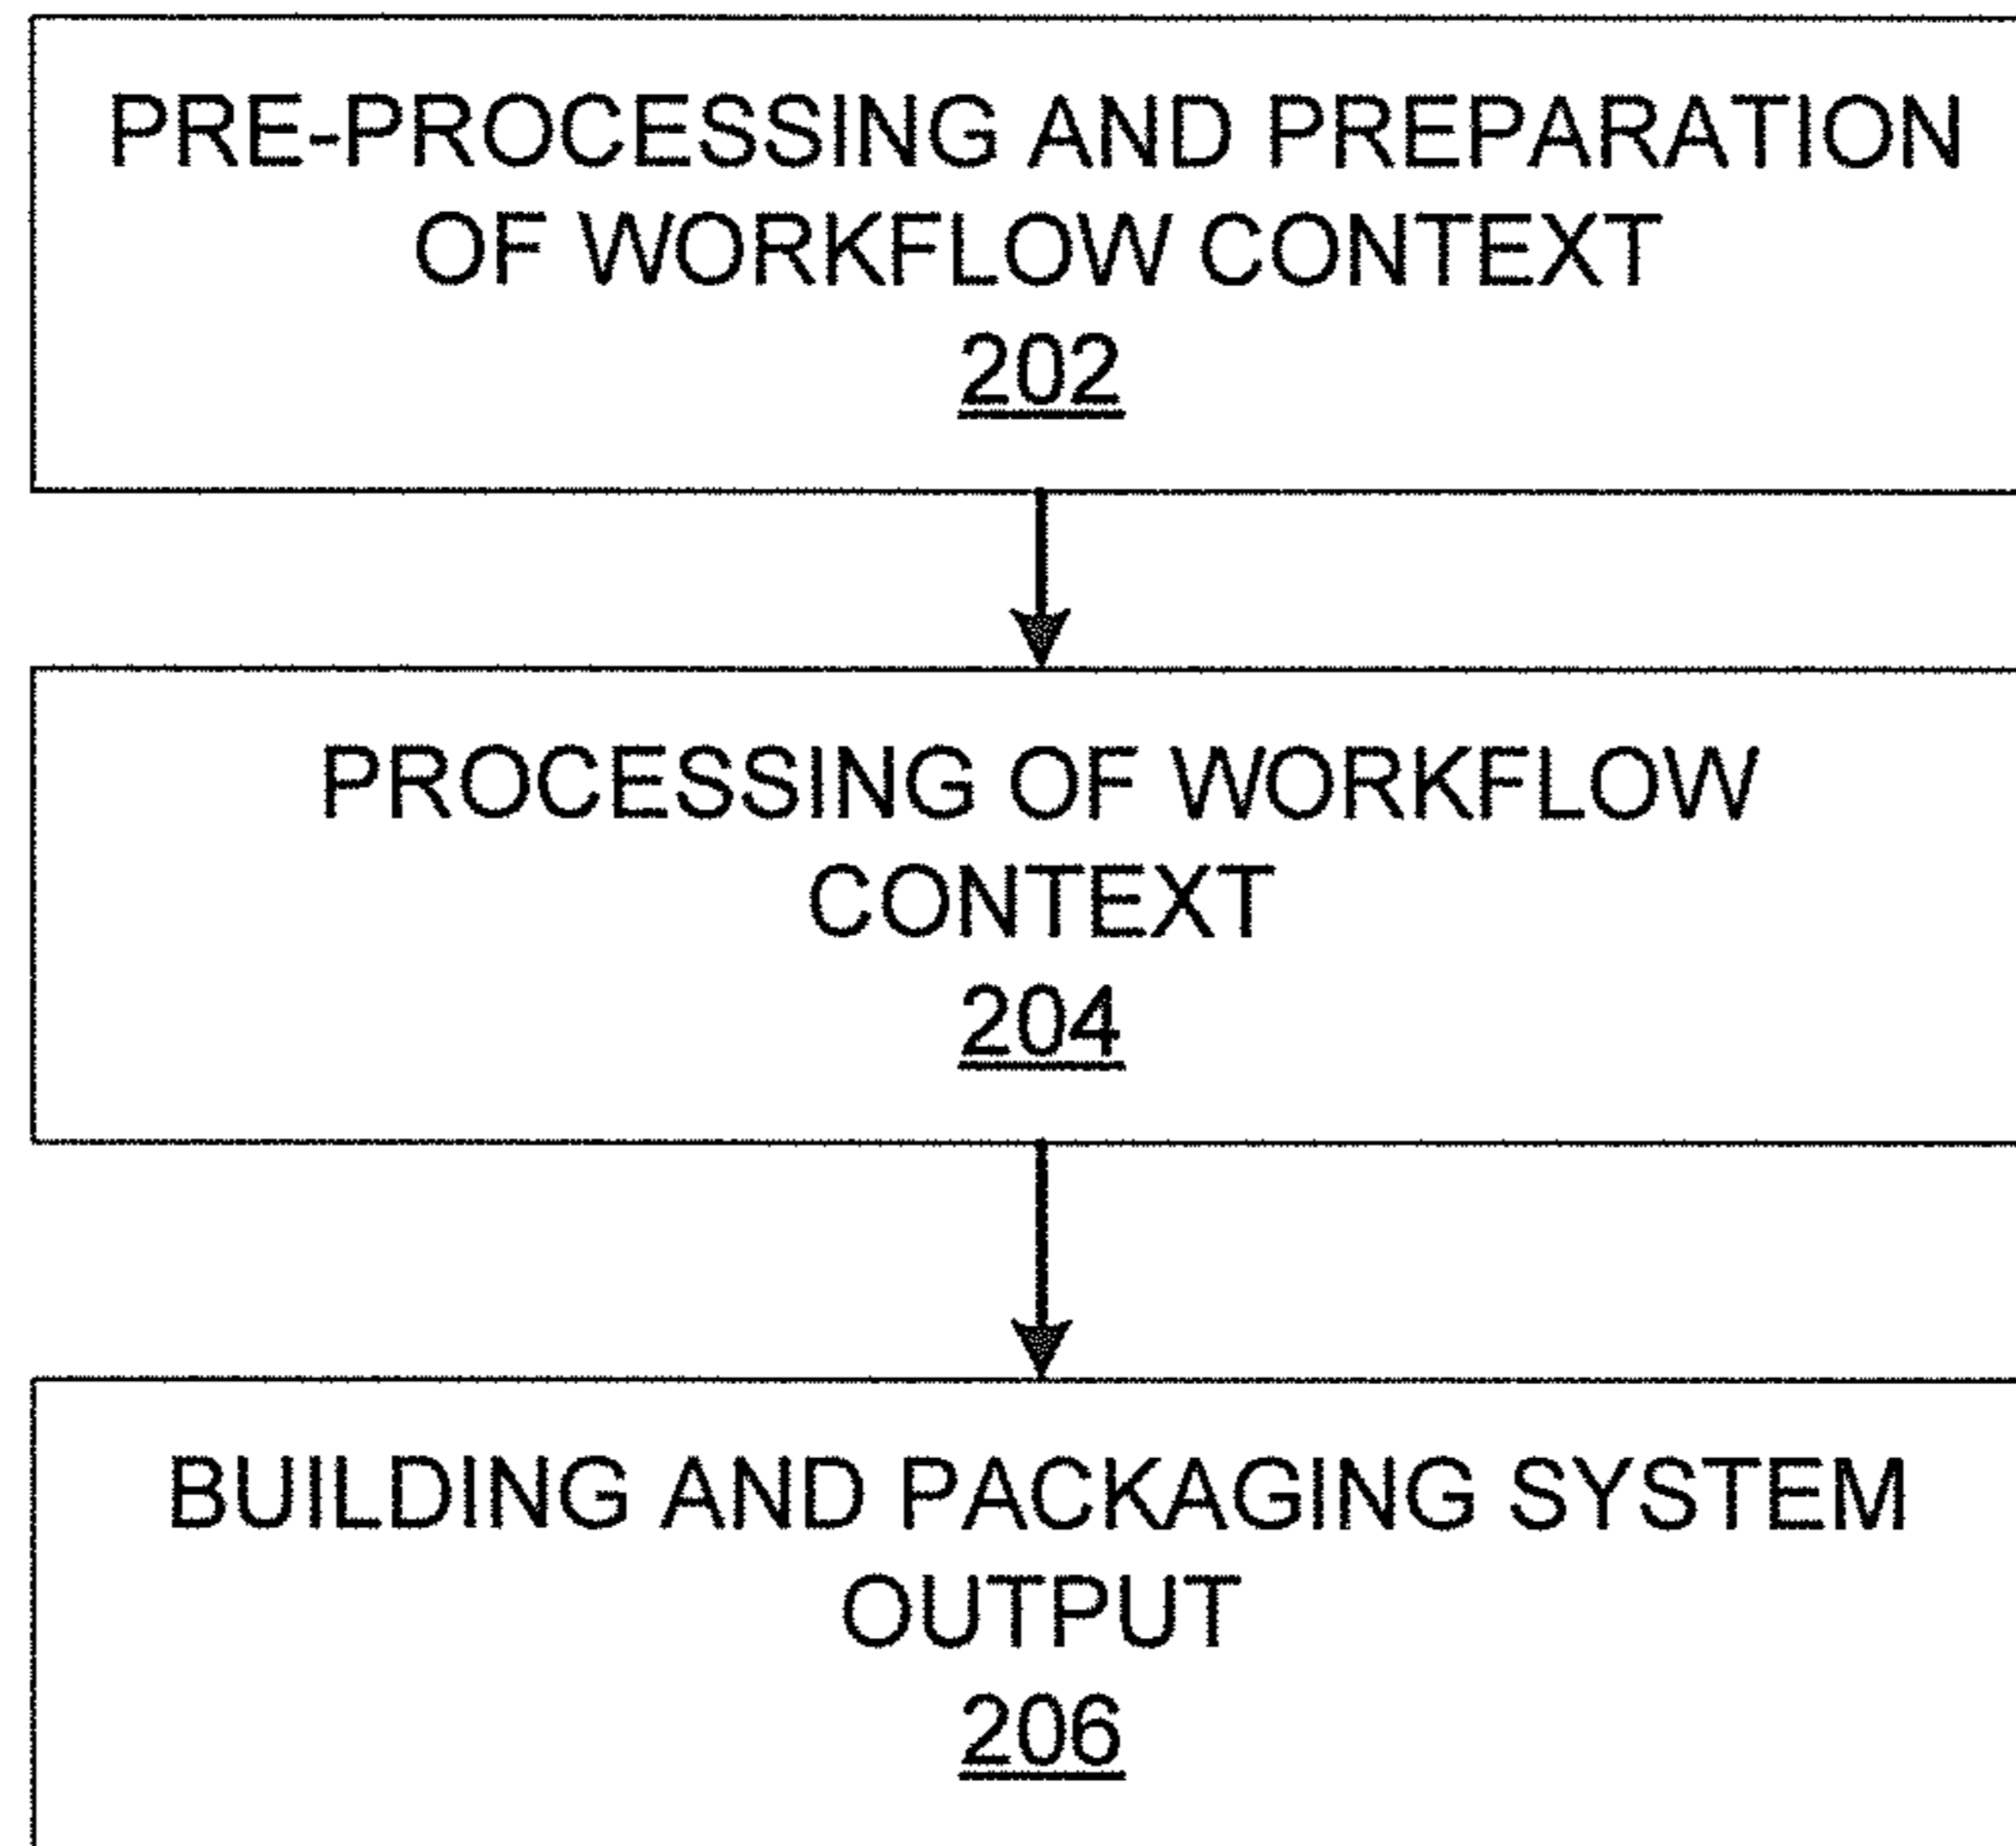 PRE-PROCESSING AND PREPARATION
OF WORKFLOW CONTEXT
202
PROCESSING OF WORKFLOW
CONTEXT
204
BUILDING AND PACKAGING SYSTEM
OUTPUT
206